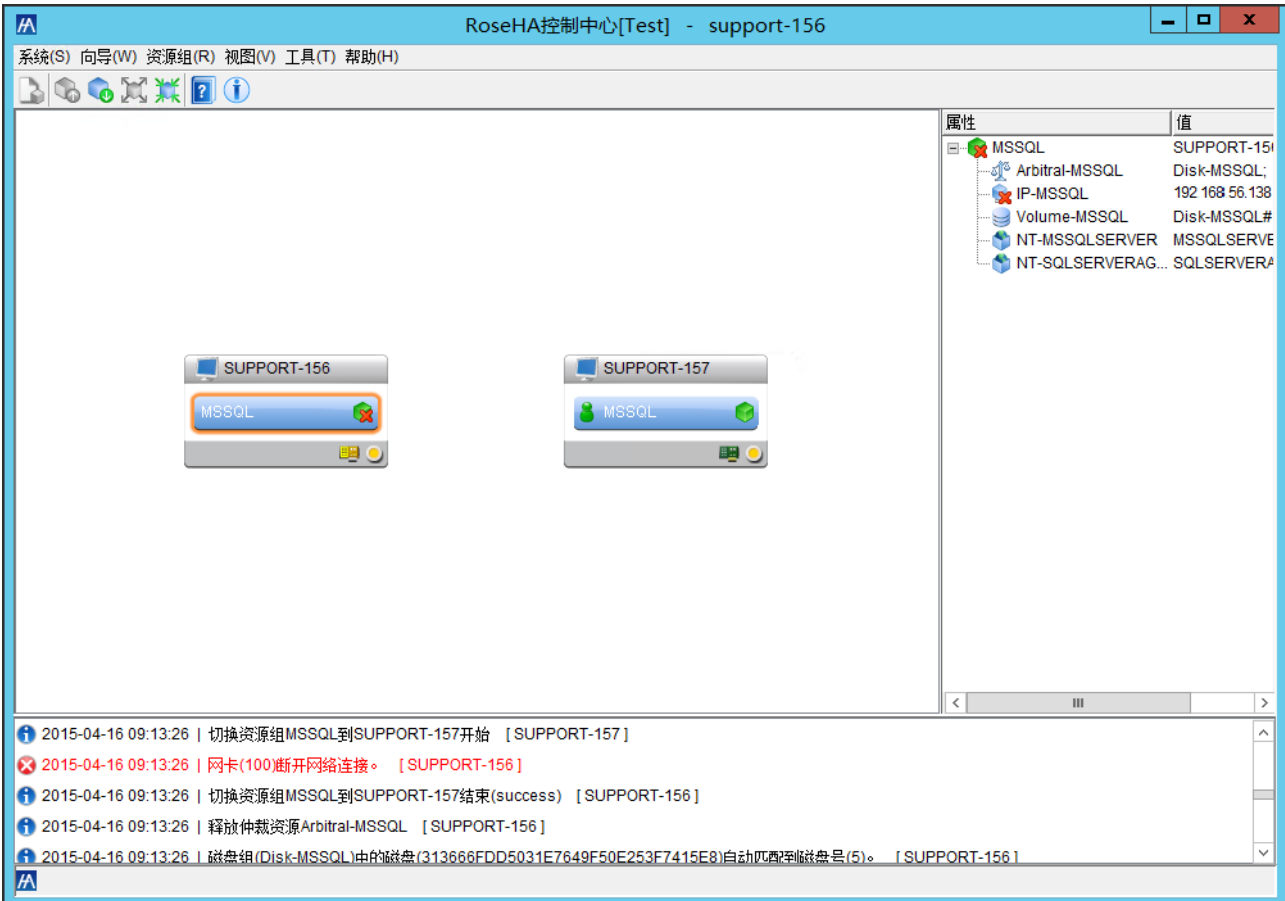 RoseHA控制中心[Test] - support-156
系统(S) 向导(W) 资源组(R) 视图(V) 工具(T) 帮助(H)
属性 值
MSSQL SUPPORT-15
Arbitral-MSSQL Disk-MSSQL;
IP-MSSQL 192 168 56.138
Volume-MSSQL Disk-MSSQL#
NT-MSSQLSERVER MSSQLSERVE
NT-SQLSERVERAG... SQLSERVERA
SUPPORT-156
MSSQL
SUPPORT-157
MSSQL
2015-04-16 09:13:26 | 切换资源组MSSQL到SUPPORT-157开始 [SUPPORT-157]
2015-04-16 09:13:26 | 网卡(100)断开网络连接。 [SUPPORT-156]
2015-04-16 09:13:26 | 切换资源组MSSQL到SUPPORT-157结束(success) [SUPPORT-156]
2015-04-16 09:13:26 | 释放仲裁资源Arbitral-MSSQL [SUPPORT-156]
2015-04-16 09:13:26 | 磁盘组(Disk-MSSQL)中的磁盘(313666FDD5031E7649F50E253F7415E8)自动匹配到磁盘号(5)。 [SUPPORT-156]